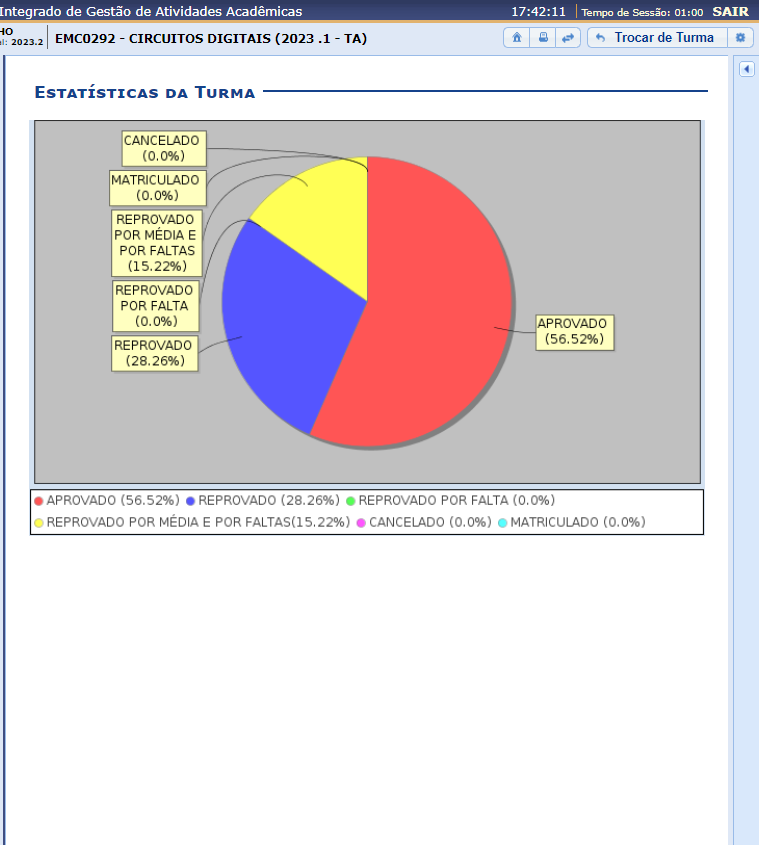 Integrado de Gestão de Atividades Acadêmicas 17:42:11 Tempo de Sessão: 01:00 SAIR
HO
el: 2023.2 EMC0292 - CIRCUITOS DIGITAIS (2023 .1 - TA) Trocar de Turma
Estatísticas da Turma
CANCELADO
(0.0%)
MATRICULADO
(0.0%)
REPROVADO
POR MÉDIA E
POR FALTAS
(15.22%)
REPROVADO
POR FALTA
(0.0%)
REPROVADO
(28.26%)
APROVADO
(56.52%)
APROVADO (56.52%) REPROVADO (28.26%) REPROVADO POR FALTA (0.0%)
REPROVADO POR MÉDIA E POR FALTAS(15.22%) CANCELADO (0.0%) MATRICULADO (0.0%)